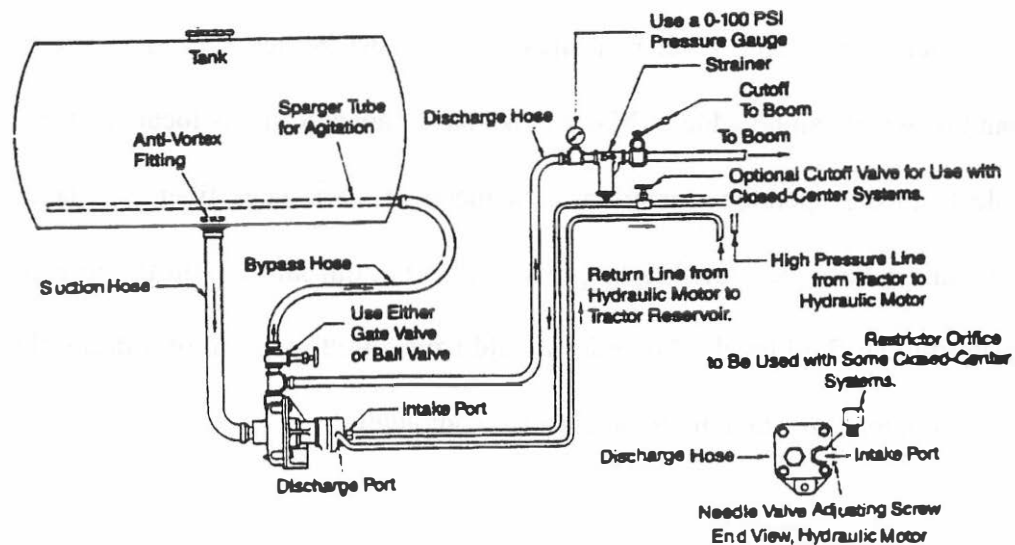 Use a 0-100 PSI
Pressure Gauge
Strainer
Cutoff
To Boom
To Boom
Tank
Sparger Tube
for Agitation
Discharge Hose
Anti-Vortex
Fitting
Optional Cutoff Valve for Use with
Closed-Center Systems.
Bypass Hose
Suction Hose
Return Line from
Hydraulic Motor to
Tractor Reservoir.
High Pressure Line
from Tractor to
Hydraulic Motor
Use Either
Gate Valve
or Ball Valve
Restrictor Orifice
to Be Used with Some Closed-Center
Systems.
Intake Port
Discharge Port
Discharge Hose
Intake Port
Needle Valve Adjusting Screw
End View, Hydraulic Motor